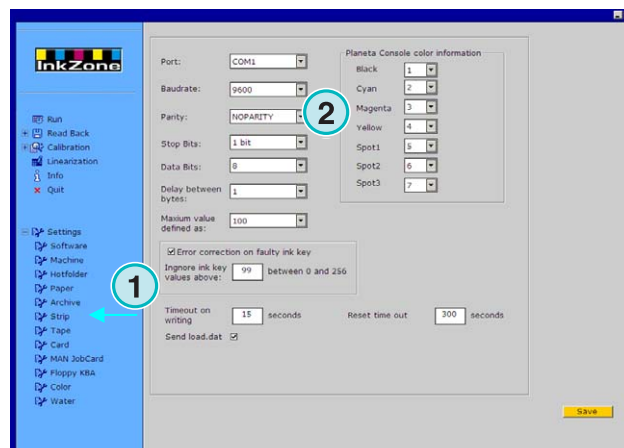 InkZone
Run
Read Back
Calibration
Linearization
Info
Quit
Settings
Software
Machine
Hotfolder
Paper
Archive
Strip
Tape
Card
MAN JobCard
Floppy KBA
Color
Water
1
Port: COM1
Baudrate: 9600
Parity: NOPARITY
Stop Bits: 1 bit
Data Bits: 8
Delay between
bytes: 1
Maxium value
defined as: 100
Error correction on faulty ink key
Ingnore ink key
values above: 99 between 0 and 256
Timeout on
writing 15 seconds
Reset time out 300 seconds
Send load.dat
2
Planeta Console color information
Black 1
Cyan 2
Magenta 3
Yellow 4
Spot1 5
Spot2 6
Spot3 7
Save